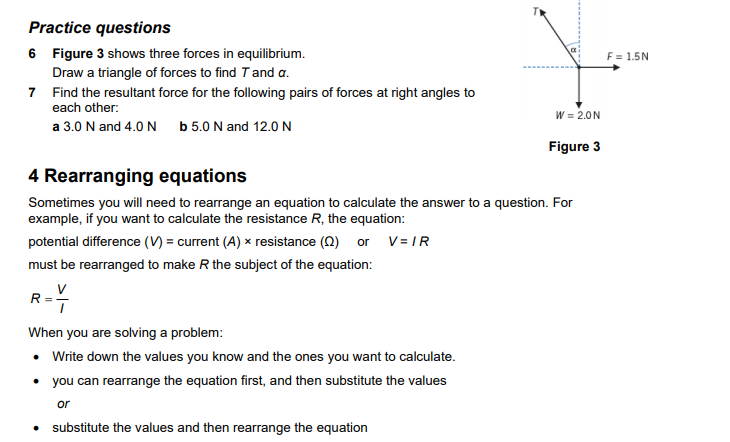 Practice questions
6 Figure 3 shows three forces in equilibrium.
Draw a triangle of forces to find T and α.
7 Find the resultant force for the following pairs of forces at right angles to
each other:
a 3.0 N and 4.0 N b 5.0 N and 12.0 N
T
α
F = 1.5 N
W = 2.0 N
Figure 3
4 Rearranging equations
Sometimes you will need to rearrange an equation to calculate the answer to a question. For
example, if you want to calculate the resistance R, the equation:
potential difference (V) = current (A) × resistance (Ω) or V = I R
must be rearranged to make R the subject of the equation:
R = V / I
When you are solving a problem:
• Write down the values you know and the ones you want to calculate.
• you can rearrange the equation first, and then substitute the values
or
• substitute the values and then rearrange the equation